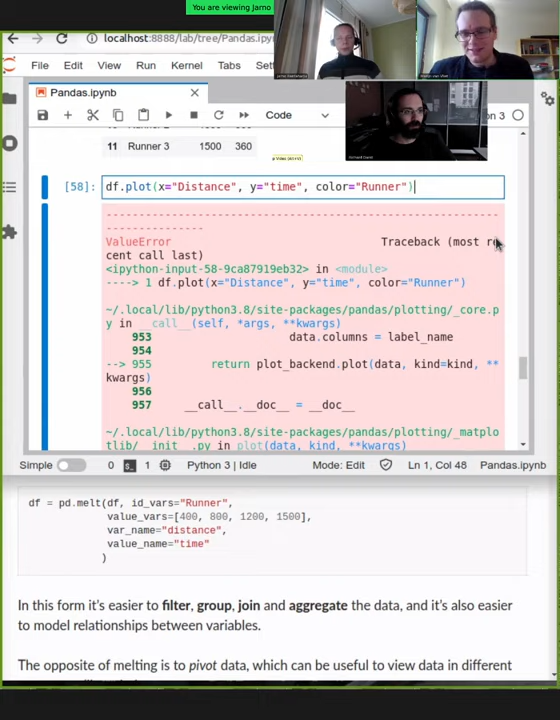 You are viewing Jarno
localhost:8888/lab/tree/Pandas.ipy
File Edit View Run Kernel Tabs Set
Pandas.ipynb
Code
n 3
11 Runner 3 1500 360
[58]: df.plot(x="Distance", y="time", color="Runner")
---------------------------------------------------------------------------
ValueError Traceback (most re
cent call last)
<ipython-input-58-9ca87919eb32> in <module>
----> 1 df.plot(x="Distance", y="time", color="Runner")
~/.local/lib/python3.8/site-packages/pandas/plotting/_core.p
y in __call__(self, *args, **kwargs)
953 data.columns = label_name
954
--> 955 return plot_backend.plot(data, kind=kind, **
kwargs)
956
957 __call__.__doc__ = __doc__
~/.local/lib/python3.8/site-packages/pandas/plotting/_matplo
tlib/__init__.py in plot(data, kind, **kwargs)
Simple 0 1 Python 3 | Idle Mode: Edit Ln 1, Col 48 Pandas.ipynb
df = pd.melt(df, id_vars="Runner",
value_vars=[400, 800, 1200, 1500],
var_name="distance",
value_name="time"
)
In this form it's easier to filter, group, join and aggregate the data, and it's also easier
to model relationships between variables.
The opposite of melting is to pivot data, which can be useful to view data in different